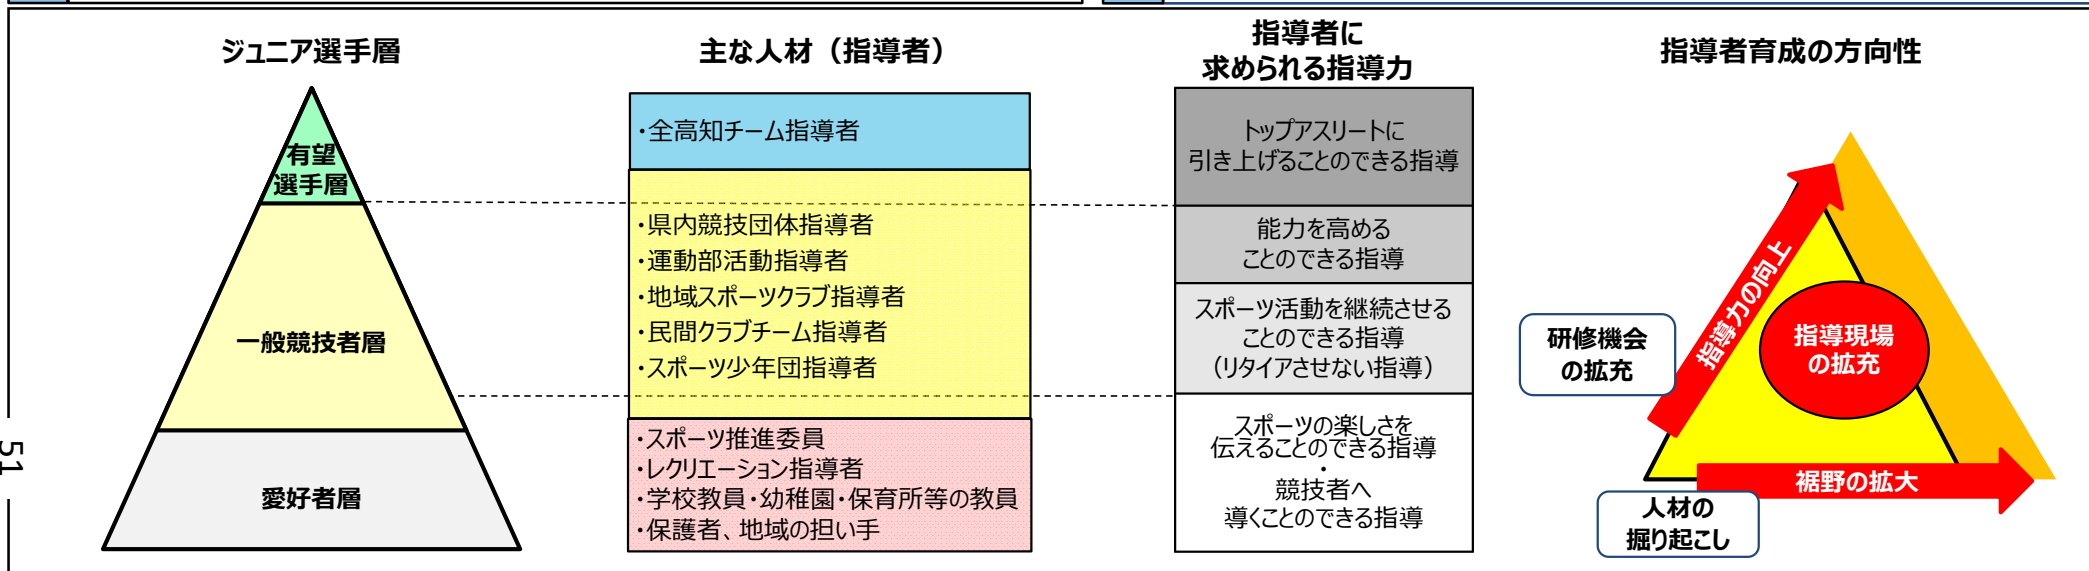 ジュニア選手層
有望
選手層
一般競技者層
愛好者層
主な人材（指導者）
・全高知チーム指導者
・県内競技団体指導者
・運動部活動指導者
・地域スポーツクラブ指導者
・民間クラブチーム指導者
・スポーツ少年団指導者
・スポーツ推進委員
・レクリエーション指導者
・学校教員・幼稚園・保育所等の教員
・保護者、地域の担い手
指導者に
求められる指導力
トップアスリートに
引き上げることのできる指導
能力を高める
ことのできる指導
スポーツ活動を継続させる
ことのできる指導
（リタイアさせない指導）
スポーツの楽しさを
伝えることのできる指導
・
競技者へ
導くことのできる指導
指導者育成の方向性
指導力の向上
研修機会
の拡充
指導現場
の拡充
裾野の拡大
人材の
掘り起こし
51